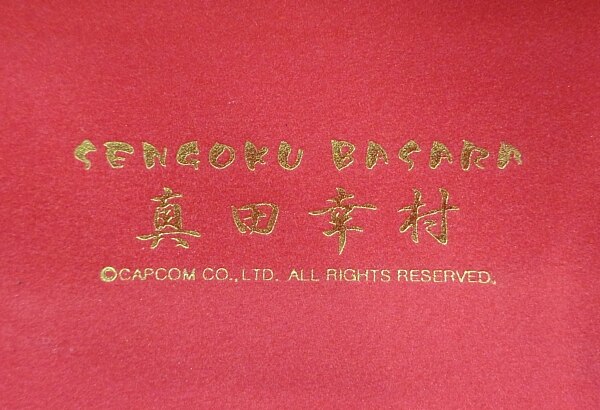 SENGOKU BASARA
真田幸村
©CAPCOM CO., LTD. ALL RIGHTS RESERVED.